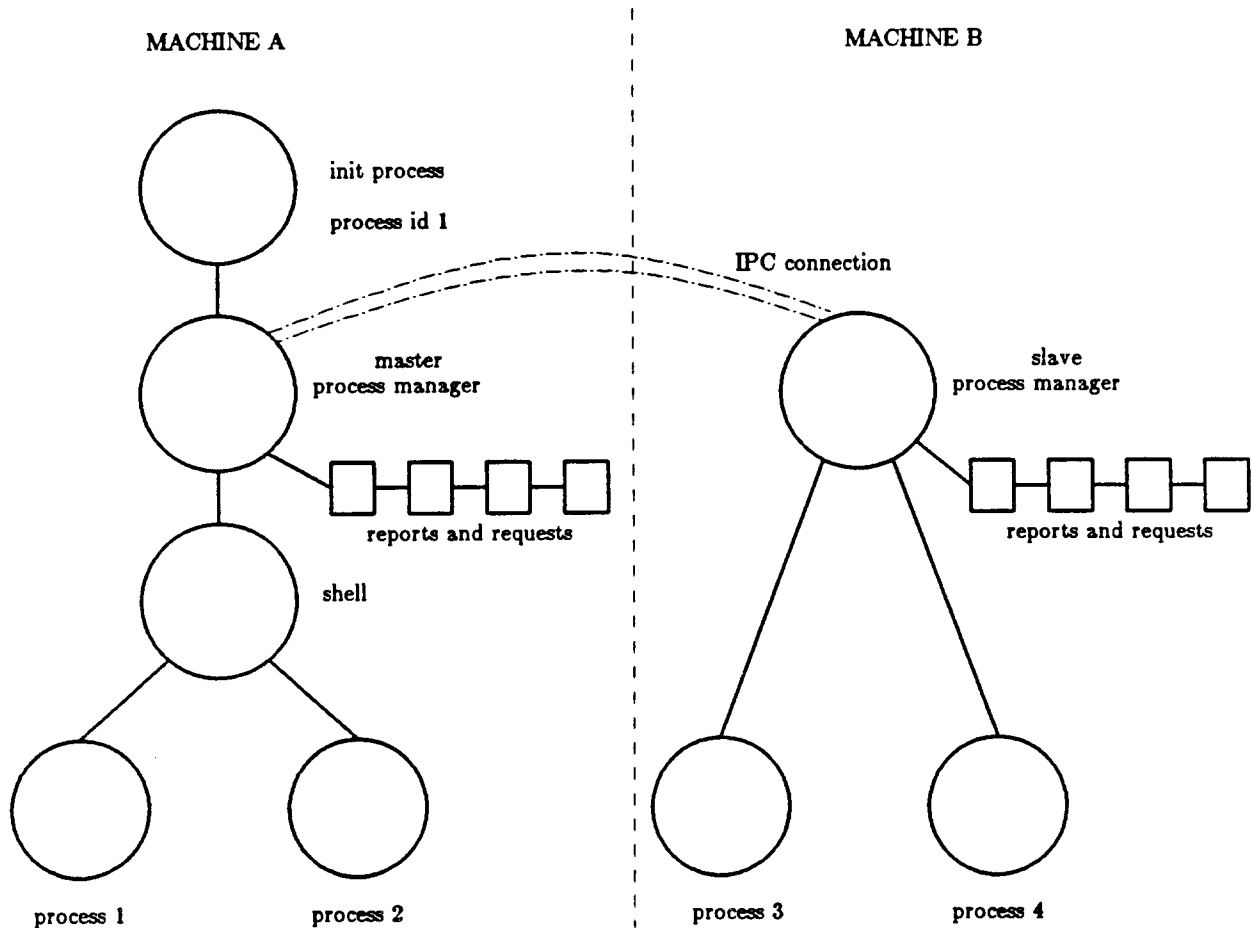 MACHINE A
MACHINE B
init process
process id 1
IPC connection
master
process manager
slave
process manager
reports and requests
reports and requests
shell
process 1
process 2
process 3
process 4